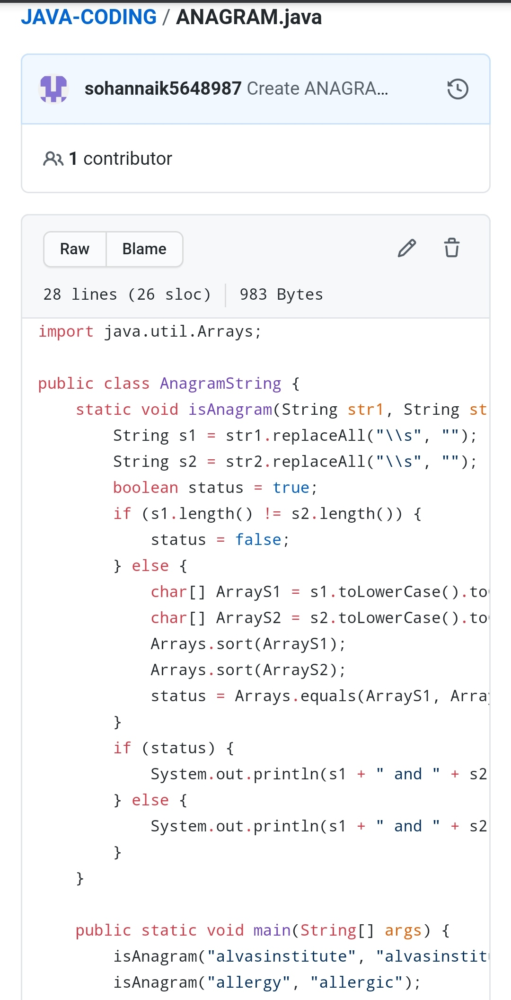 JAVA-CODING / ANAGRAM.java
sohannaik5648987 Create ANAGRA...
1 contributor
Raw Blame
28 lines (26 sloc) 983 Bytes
import java.util.Arrays;
public class AnagramString {
static void isAnagram(String str1, String st
String s1 = str1.replaceAll("\\s", "");
String s2 = str2.replaceAll("\\s", "");
boolean status = true;
if (s1.length() != s2.length()) {
status = false;
} else {
char[] ArrayS1 = s1.toLowerCase().to
char[] ArrayS2 = s2.toLowerCase().to
Arrays.sort(ArrayS1);
Arrays.sort(ArrayS2);
status = Arrays.equals(ArrayS1, Array
}
if (status) {
System.out.println(s1 + " and " + s2
} else {
System.out.println(s1 + " and " + s2
}
}
public static void main(String[] args) {
isAnagram("alvasinstitute", "alvasinstit
isAnagram("allergy", "allergic");